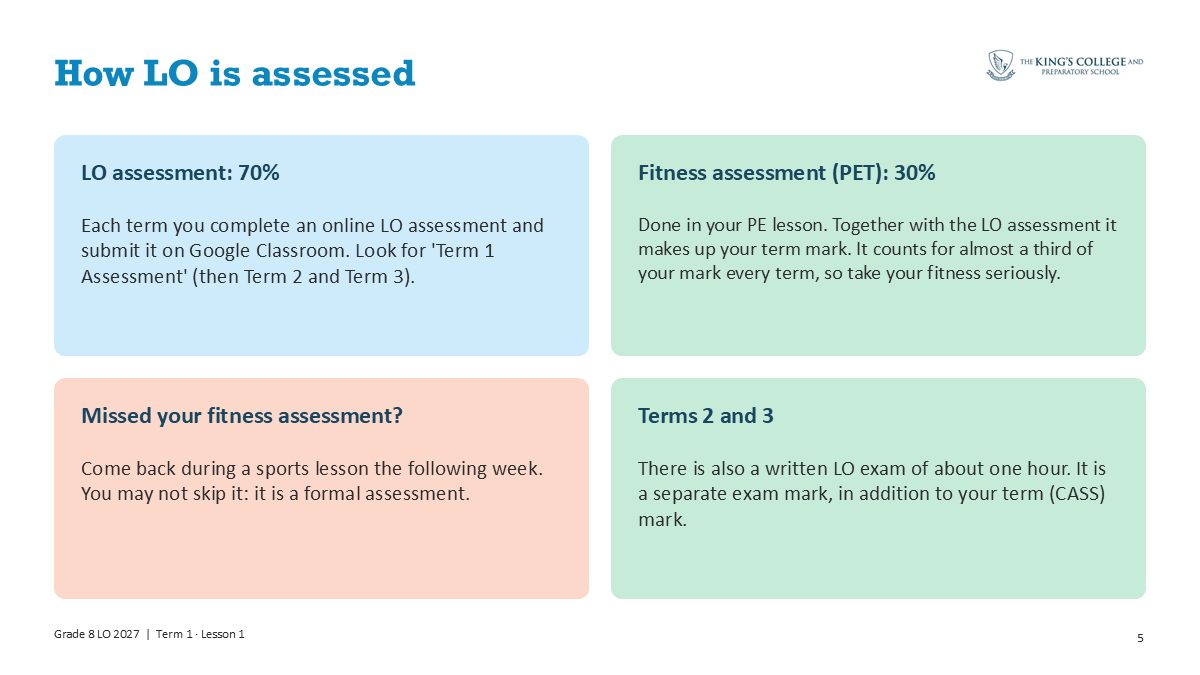 How LO is assessed
THE KING'S COLLEGE AND
PREPARATORY SCHOOL
LO assessment: 70%
Each term you complete an online LO assessment and
submit it on Google Classroom. Look for 'Term 1
Assessment' (then Term 2 and Term 3).
Fitness assessment (PET): 30%
Done in your PE lesson. Together with the LO assessment it
makes up your term mark. It counts for almost a third of
your mark every term, so take your fitness seriously.
Missed your fitness assessment?
Come back during a sports lesson the following week.
You may not skip it: it is a formal assessment.
Terms 2 and 3
There is also a written LO exam of about one hour. It is
a separate exam mark, in addition to your term (CASS)
mark.
Grade 8 LO 2027 | Term 1 · Lesson 1
5